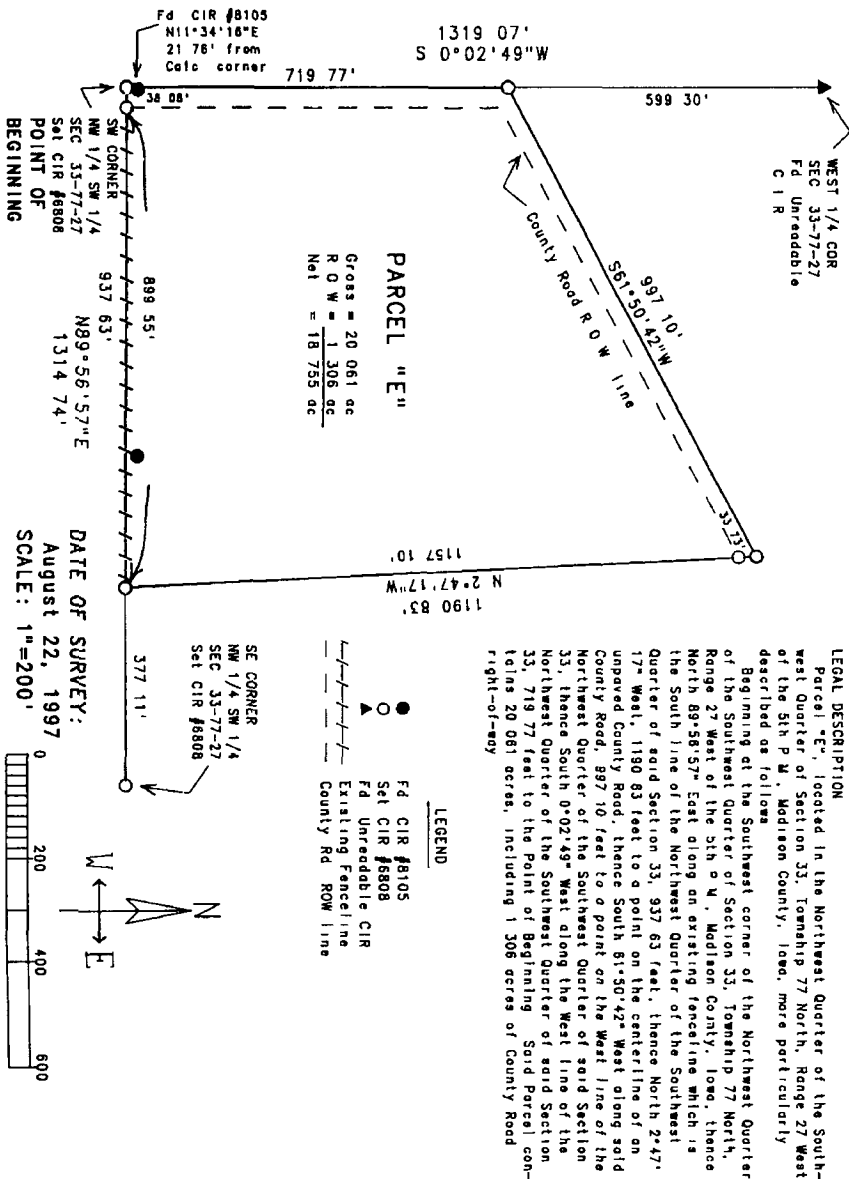 Fd CIR #8105
N11°34'18"E
21 76' from
Calc corner
1319 07'
S 0°02'49"W
719 77'
599 30'
38 08'
WEST 1/4 COR
SEC 33-77-27
Fd Unreadable
C I R
SW CORNER
NW 1/4 SW 1/4
SEC 33-77-27
Set CIR #6808
POINT OF
BEGINNING
997 10'
S61°50'42"W
County Road R O W line
PARCEL "E"
Gross = 20 061 ac
R O W = 1 306 ac
Net = 18 755 ac
899 55'
937 63'
N89°56'57"E
1314 74'
33 73'
1157 10'
N 2°47'17"W
1190 83'
377 11'
SE CORNER
NW 1/4 SW 1/4
SEC 33-77-27
Set CIR #6808
DATE OF SURVEY:
August 22, 1997
SCALE: 1"=200'
0 200 400 600
N
W E
LEGEND
Fd CIR #8105
Set CIR #6808
Fd Unreadable CIR
Existing Fenceline
County Rd ROW line
LEGAL DESCRIPTION
Parcel "E", located in the Northwest Quarter of the South-
west Quarter of Section 33, Township 77 North, Range 27 West
of the 5th P M , Madison County, Iowa, more particularly
described as follows
Beginning at the Southwest corner of the Northwest Quarter
of the Southwest Quarter of Section 33, Township 77 North,
Range 27 West of the 5th P M , Madison County, Iowa, thence
North 89°56'57" East along an existing fenceline which is
the South line of the Northwest Quarter of the Southwest
Quarter of said Section 33, 937 63 feet, thence North 2°47'
17" West, 1190 83 feet to a point on the centerline of an
unpaved County Road, thence South 61°50'42" West along said
County Road, 997 10 feet to a point on the West line of the
Northwest Quarter of the Southwest Quarter of said Section
33, thence South 0°02'49" West along the West line of the
Northwest Quarter of the Southwest Quarter of said Section
33, 719 77 feet to the Point of Beginning Said Parcel con-
tains 20 061 acres, including 1 306 acres of County Road
right-of-way